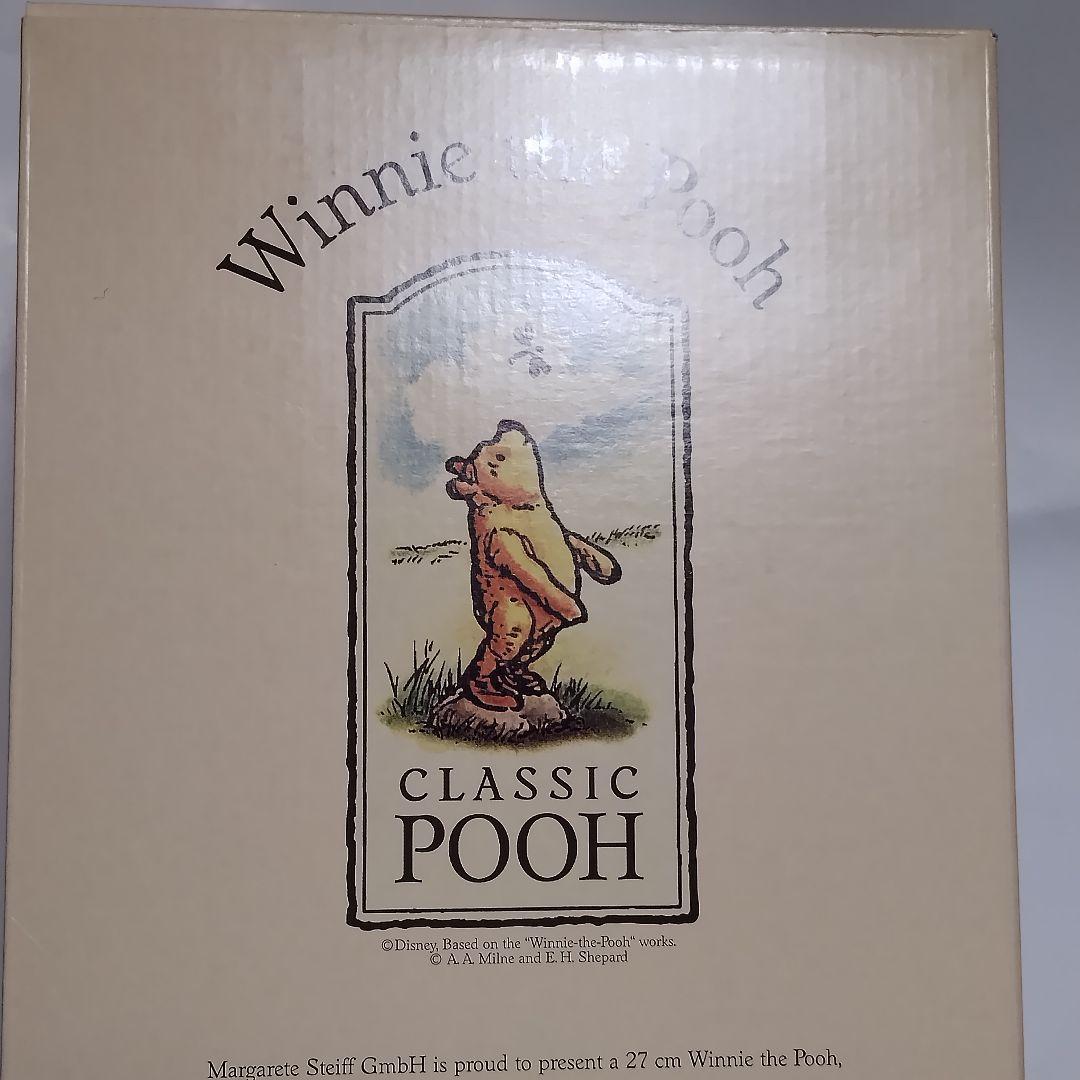 Winnie the Pooh
CLASSIC
POOH
©Disney, Based on the "Winnie-the-Pooh" works.
© A. A. Milne and E. H. Shepard
Margarete Steiff GmbH is proud to present a 27 cm Winnie the Pooh,